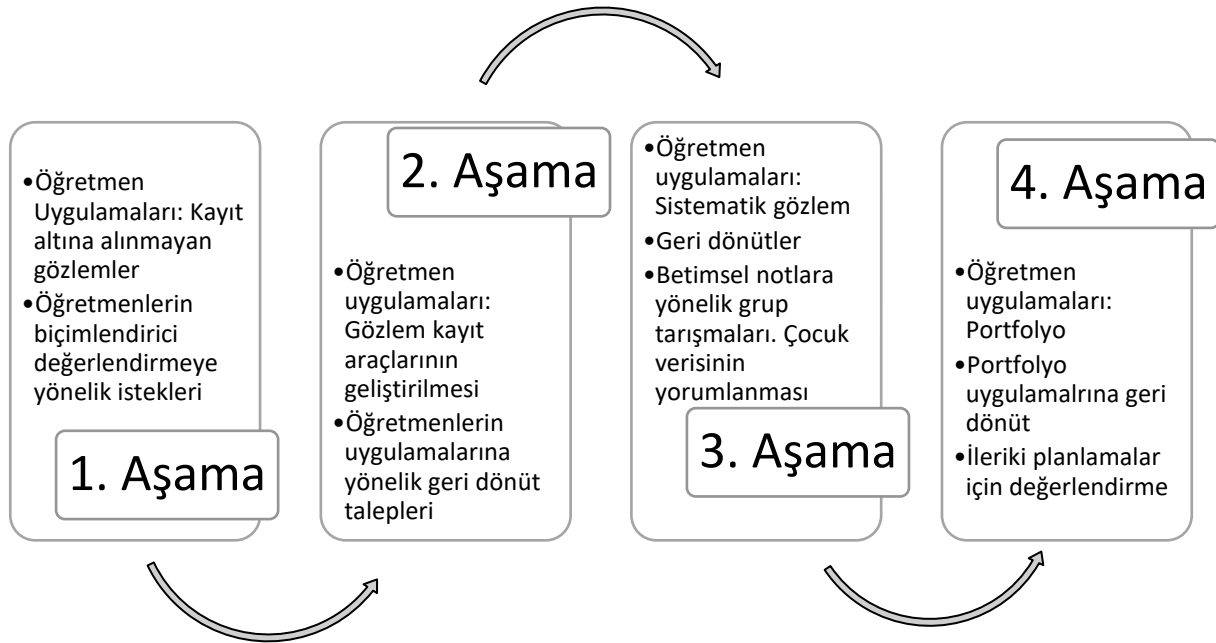 •Öğretmen
Uygulamaları: Kayıt
altına alınmayan
gözlemler
•Öğretmenlerin
biçimlendirici
değerlendirmeye
yönelik istekleri
1. Aşama
2. Aşama
•Öğretmen
uygulamaları:
Gözlem kayıt
araçlarının
geliştirilmesi
•Öğretmenlerin
uygulamalarına
yönelik geri dönüt
talepleri
•Öğretmen
uygulamaları:
Sistematik gözlem
•Geri dönütler
•Betimsel notlara
yönelik grup
tarışmaları. Çocuk
verisinin
yorumlanması
3. Aşama
4. Aşama
•Öğretmen
uygulamaları:
Portfolyo
•Portfolyo
uygulamalrına geri
dönüt
•İleriki planlamalar
için değerlendirme